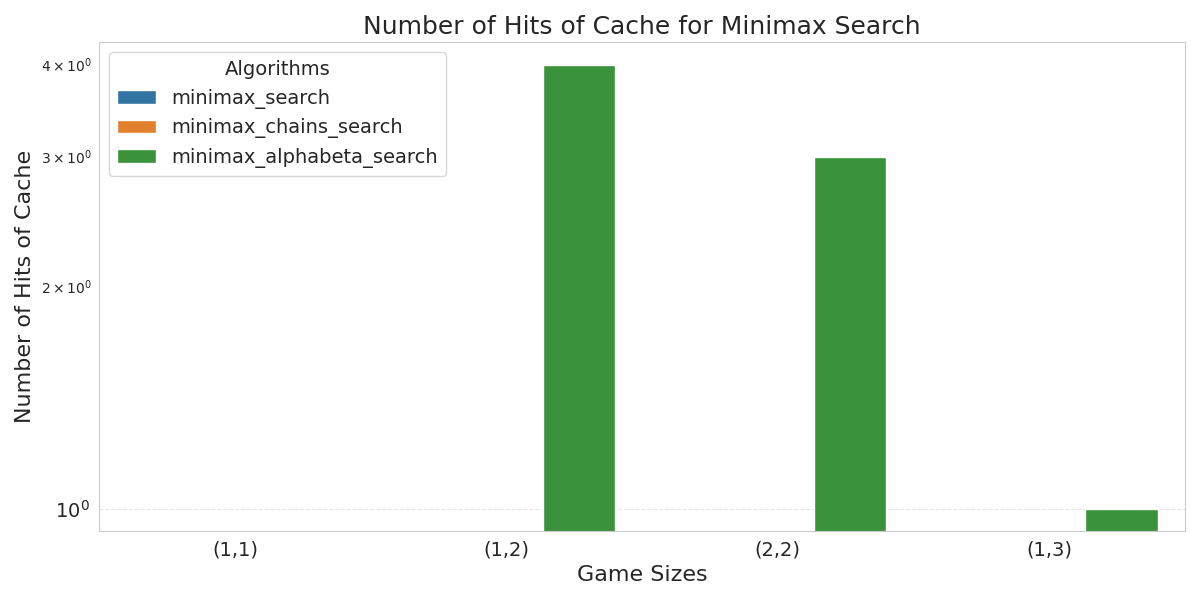 Number of Hits of Cache for Minimax Search
Number of Hits of Cache
4 × 10⁰
3 × 10⁰
2 × 10⁰
10⁰
Algorithms
minimax_search
minimax_chains_search
minimax_alphabeta_search
(1,1)
(1,2)
(2,2)
(1,3)
Game Sizes